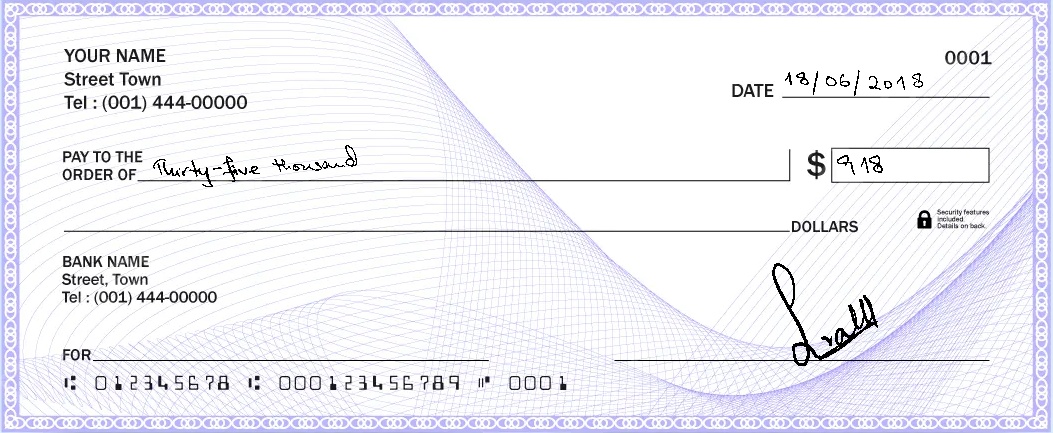 YOUR NAME
Street Town
Tel : (001) 444-00000
0001
DATE 18/06/2018
PAY TO THE
ORDER OF Thirty-five thousand
$ 918
DOLLARS
Security features
included.
Details on back.
BANK NAME
Street, Town
Tel : (001) 444-00000
FOR
⑆ 012345678 ⑆ 000123456789 ⑈ 0001